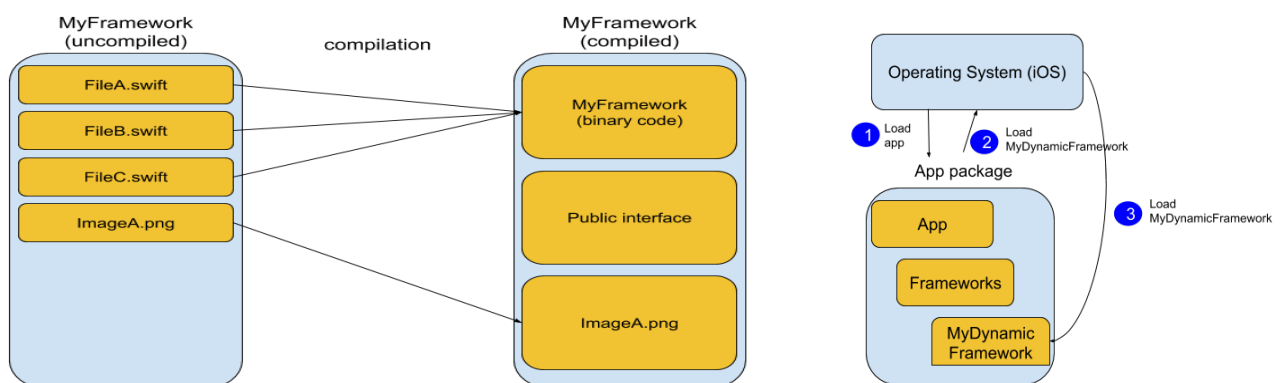 MyFramework
(uncompiled)
FileA.swift
FileB.swift
FileC.swift
ImageA.png
compilation
MyFramework
(compiled)
MyFramework
(binary code)
Public interface
ImageA.png
Operating System (iOS)
1
Load
app
2
Load
MyDynamicFramework
App package
3
Load
MyDynamicFramework
App
Frameworks
MyDynamic
Framework